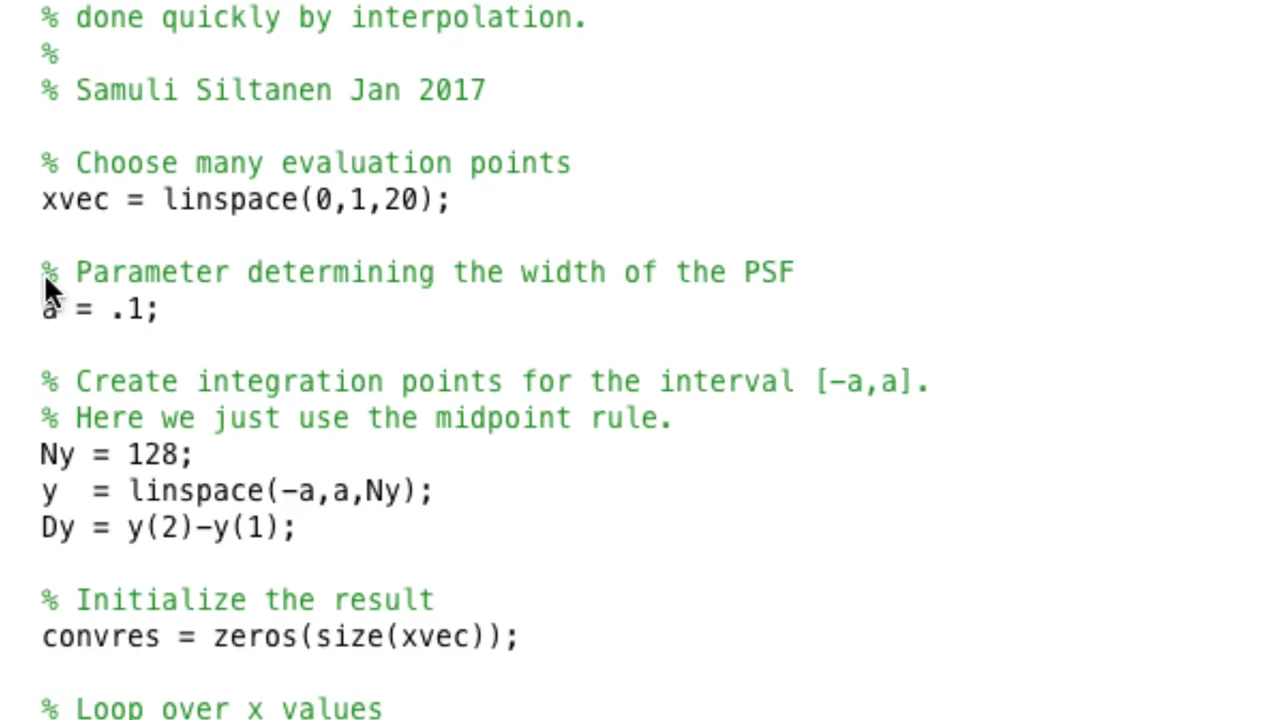 % done quickly by interpolation.
%
% Samuli Siltanen Jan 2017
% Choose many evaluation points
xvec = linspace(0,1,20);
% Parameter determining the width of the PSF
a = .1;
% Create integration points for the interval [-a,a].
% Here we just use the midpoint rule.
Ny = 128;
y  = linspace(-a,a,Ny);
Dy = y(2)-y(1);
% Initialize the result
convres = zeros(size(xvec));
% Loop over x values